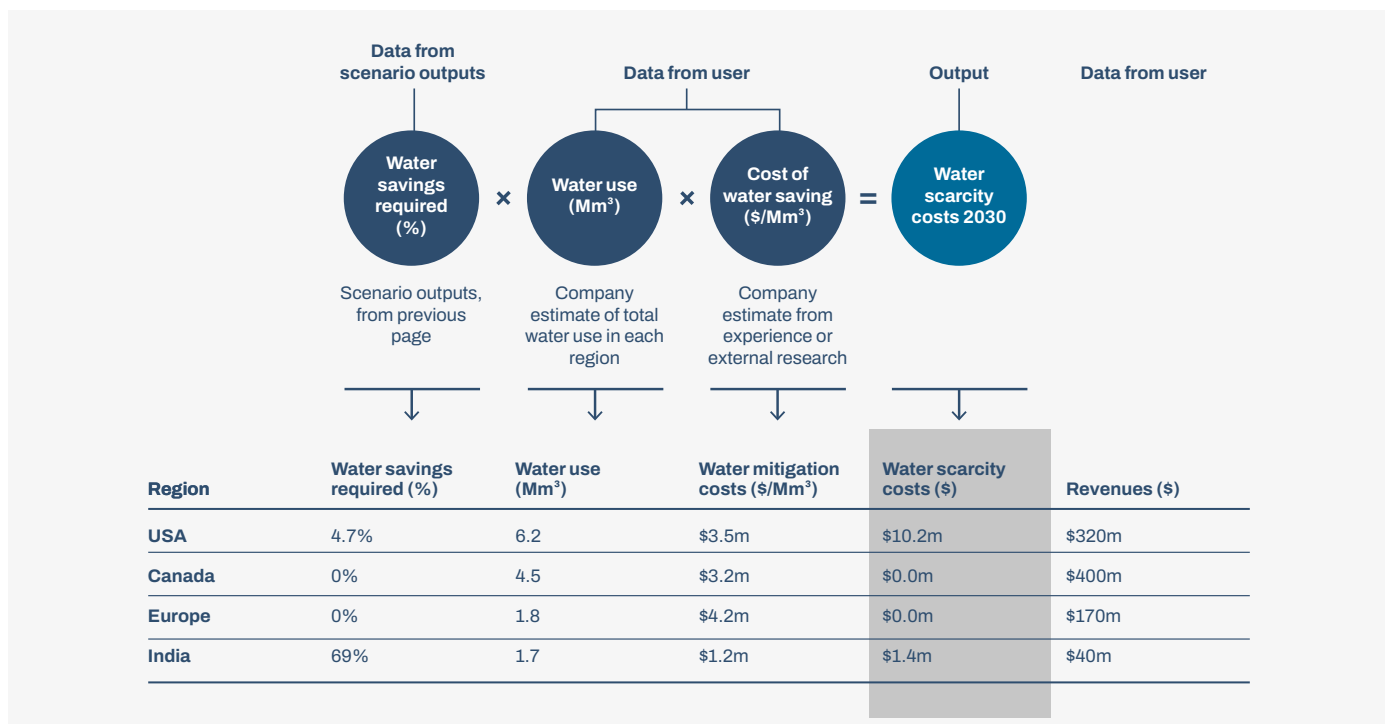 Data from
scenario outputs
Data from user
Output
Data from user
Water
savings
required
(%)
×
Water use
(Mm³)
×
Cost of
water saving
($/Mm³)
=
Water
scarcity
costs 2030
Scenario outputs,
from previous
page
Company
estimate of total
water use in each
region
Company
estimate from
experience or
external research
Region
Water savings
required (%)
Water use
(Mm³)
Water mitigation
costs ($/Mm³)
Water scarcity
costs ($)
Revenues ($)
USA 4.7% 6.2 $3.5m $10.2m $320m
Canada 0% 4.5 $3.2m $0.0m $400m
Europe 0% 1.8 $4.2m $0.0m $170m
India 69% 1.7 $1.2m $1.4m $40m